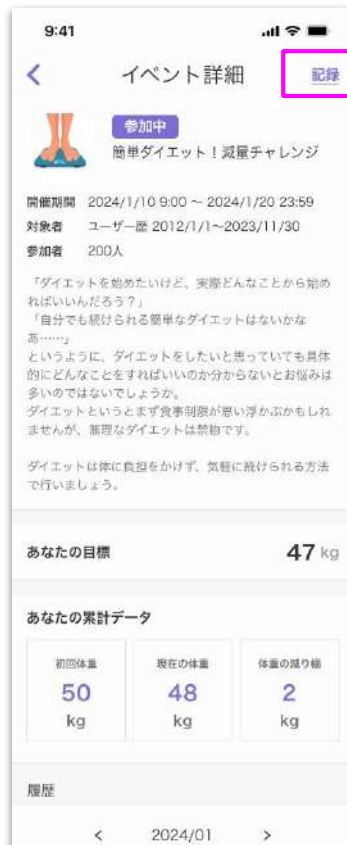 9:41
イベント詳細
記録
参加中
簡単ダイエット！減量チャレンジ
開催期間 2024/1/10 9:00 ~ 2024/1/20 23:59
対象者 ユーザー歴 2012/1/1~2023/11/30
参加者 200人
「ダイエットを始めたいけど、実際どんなことから始め
ればいいんだろう？」
「自分でも続けられる簡単なダイエットはないかな
あ……」
というように、ダイエットをしたいと思っていても具体
的にどんなことをすればいいのか分からないとお悩みは
多いのではないでしょうか。
ダイエットというとまず食事制限が思い浮かぶかもしれ
ませんが、無理なダイエットは禁物です。
ダイエットは体に負担をかけず、気軽に続けられる方法
で行いましょう。
あなたの目標 47 kg
あなたの累計データ
初回体重 現在の体重 体重の減り幅
50 48 2
kg kg kg
履歴
< 2024/01 >